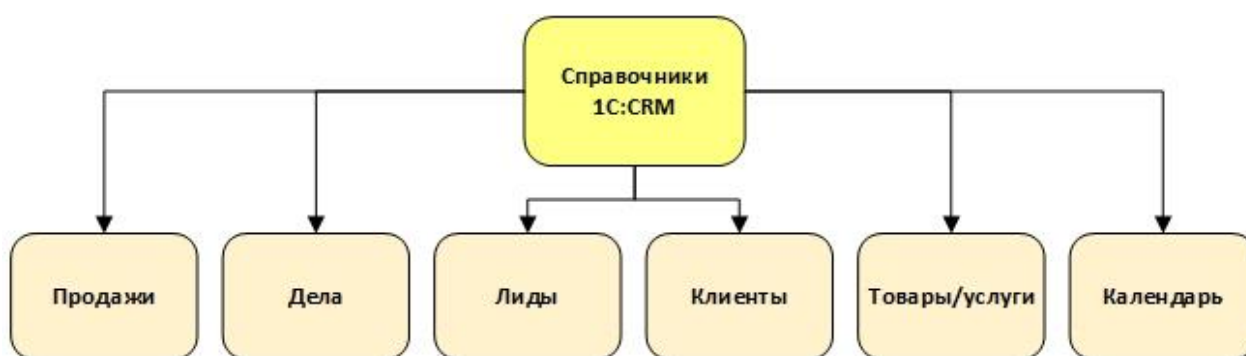 Справочники
1С:CRM
Продажи
Дела
Лиды
Клиенты
Товары/услуги
Календарь